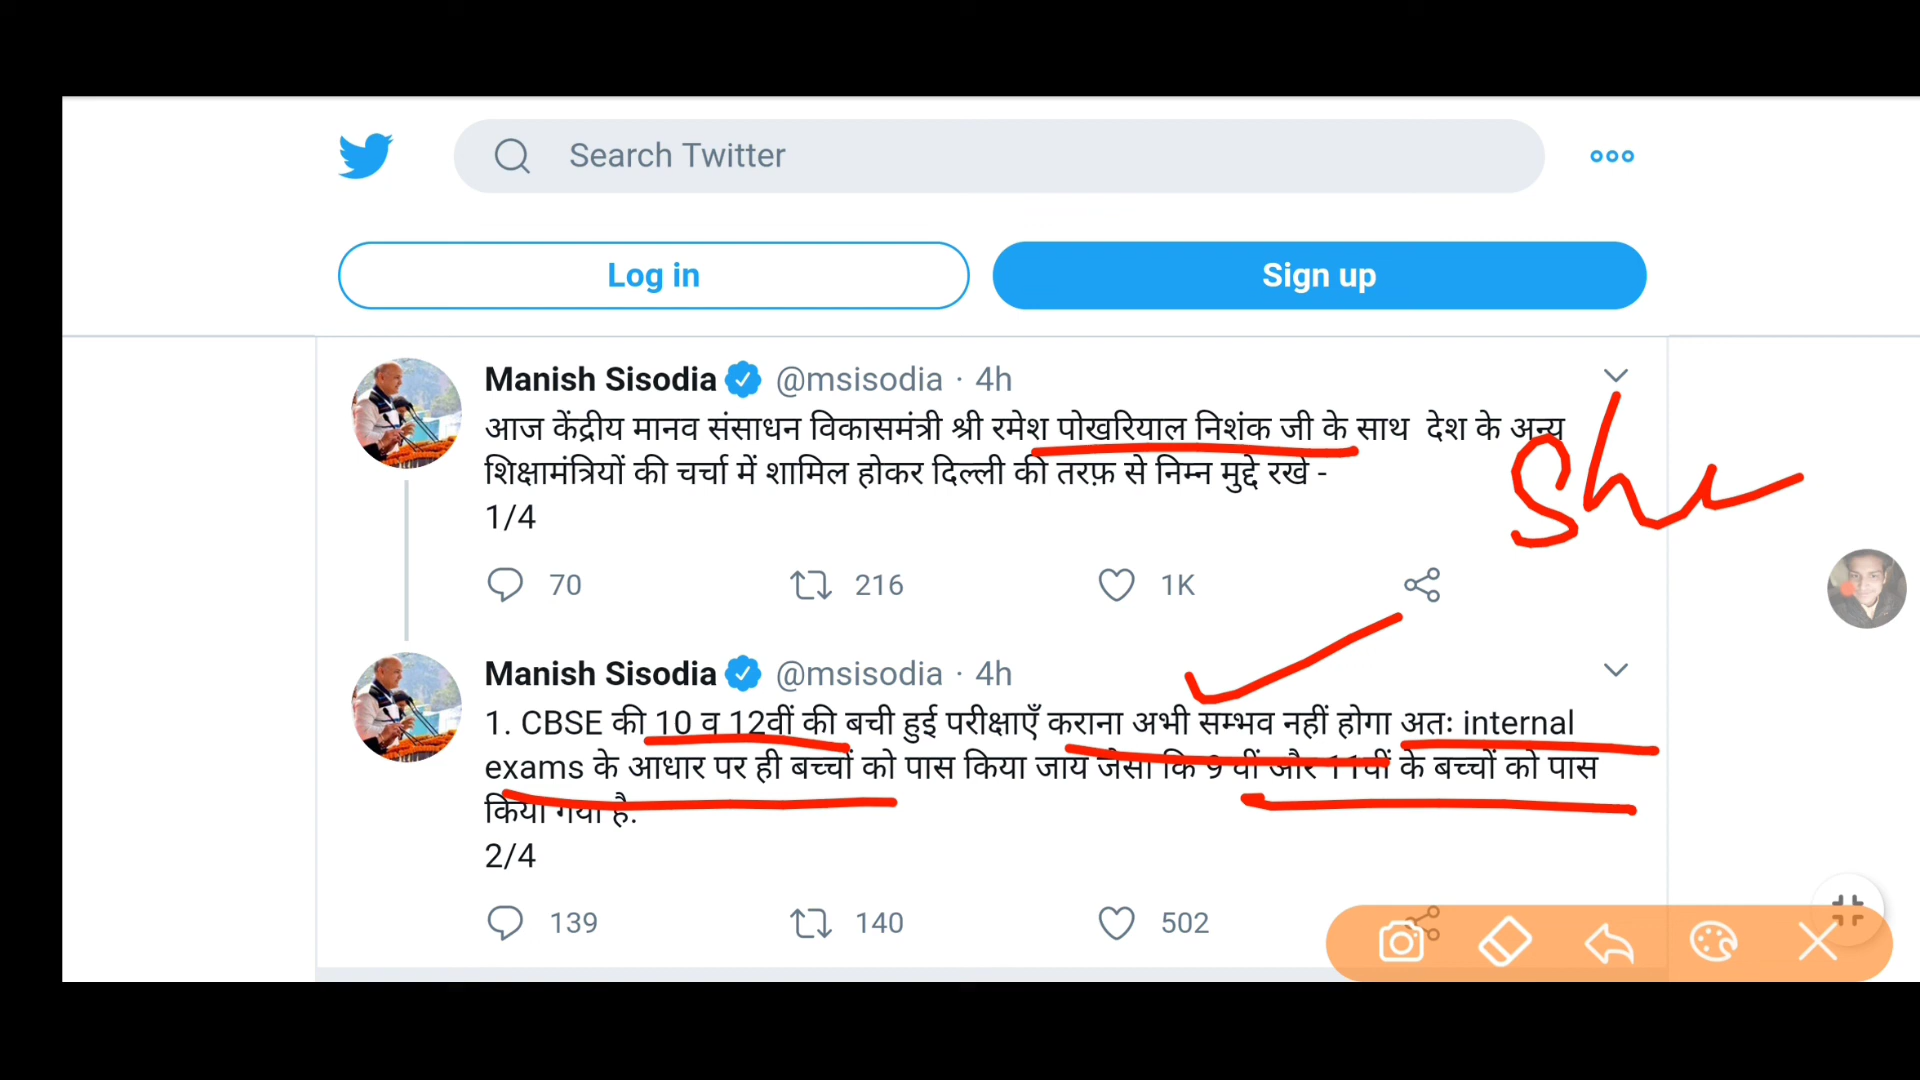 Search Twitter
Log in
Sign up
Manish Sisodia @msisodia · 4h
आज केंद्रीय मानव संसाधन विकासमंत्री श्री रमेश पोखरियाल निशंक जी के साथ देश के अन्य
शिक्षामंत्रियों की चर्चा में शामिल होकर दिल्ली की तरफ़ से निम्न मुद्दे रखे -
1/4
70 216 1K
Manish Sisodia @msisodia · 4h
1. CBSE की 10 व 12वीं की बची हुई परीक्षाएँ कराना अभी सम्भव नहीं होगा अतः internal
exams के आधार पर ही बच्चों को पास किया जाय जैसा कि 9 वीं और 11वीं के बच्चों को पास
किया गया है.
2/4
139 140 502